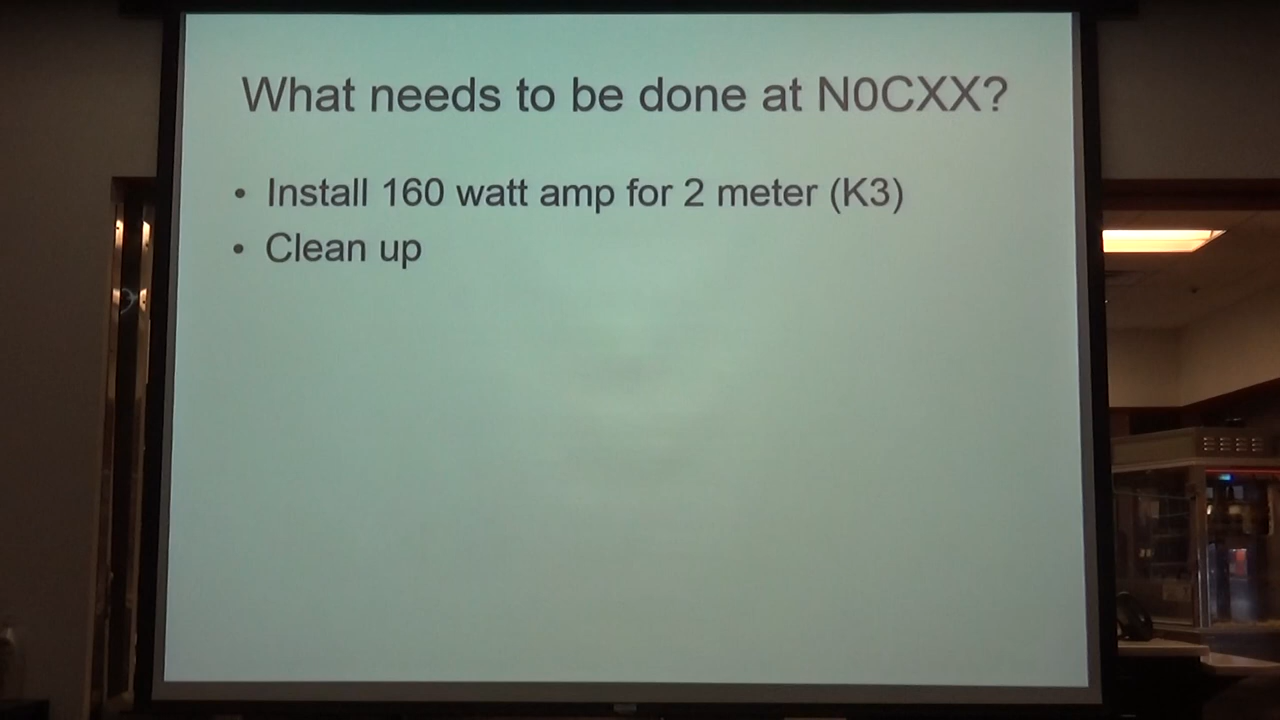 What needs to be done at N0CXX?
• Install 160 watt amp for 2 meter (K3)
• Clean up